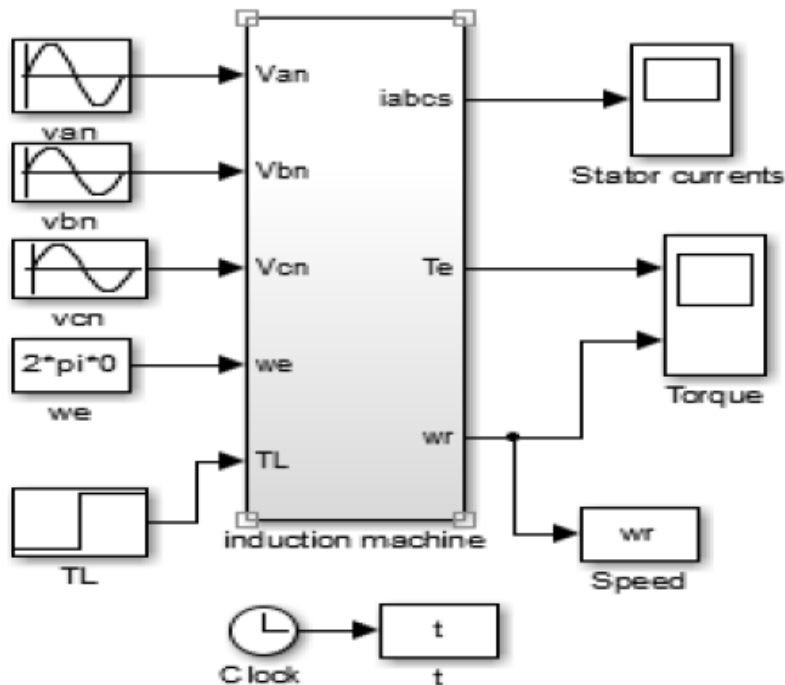 Van
iabcs
van
Stator currents
Vbn
vbn
Vcn
Te
vcn
2*pi*0
we
we
Torque
wr
TL
induction machine
TL
wr
Speed
t
Clock
t